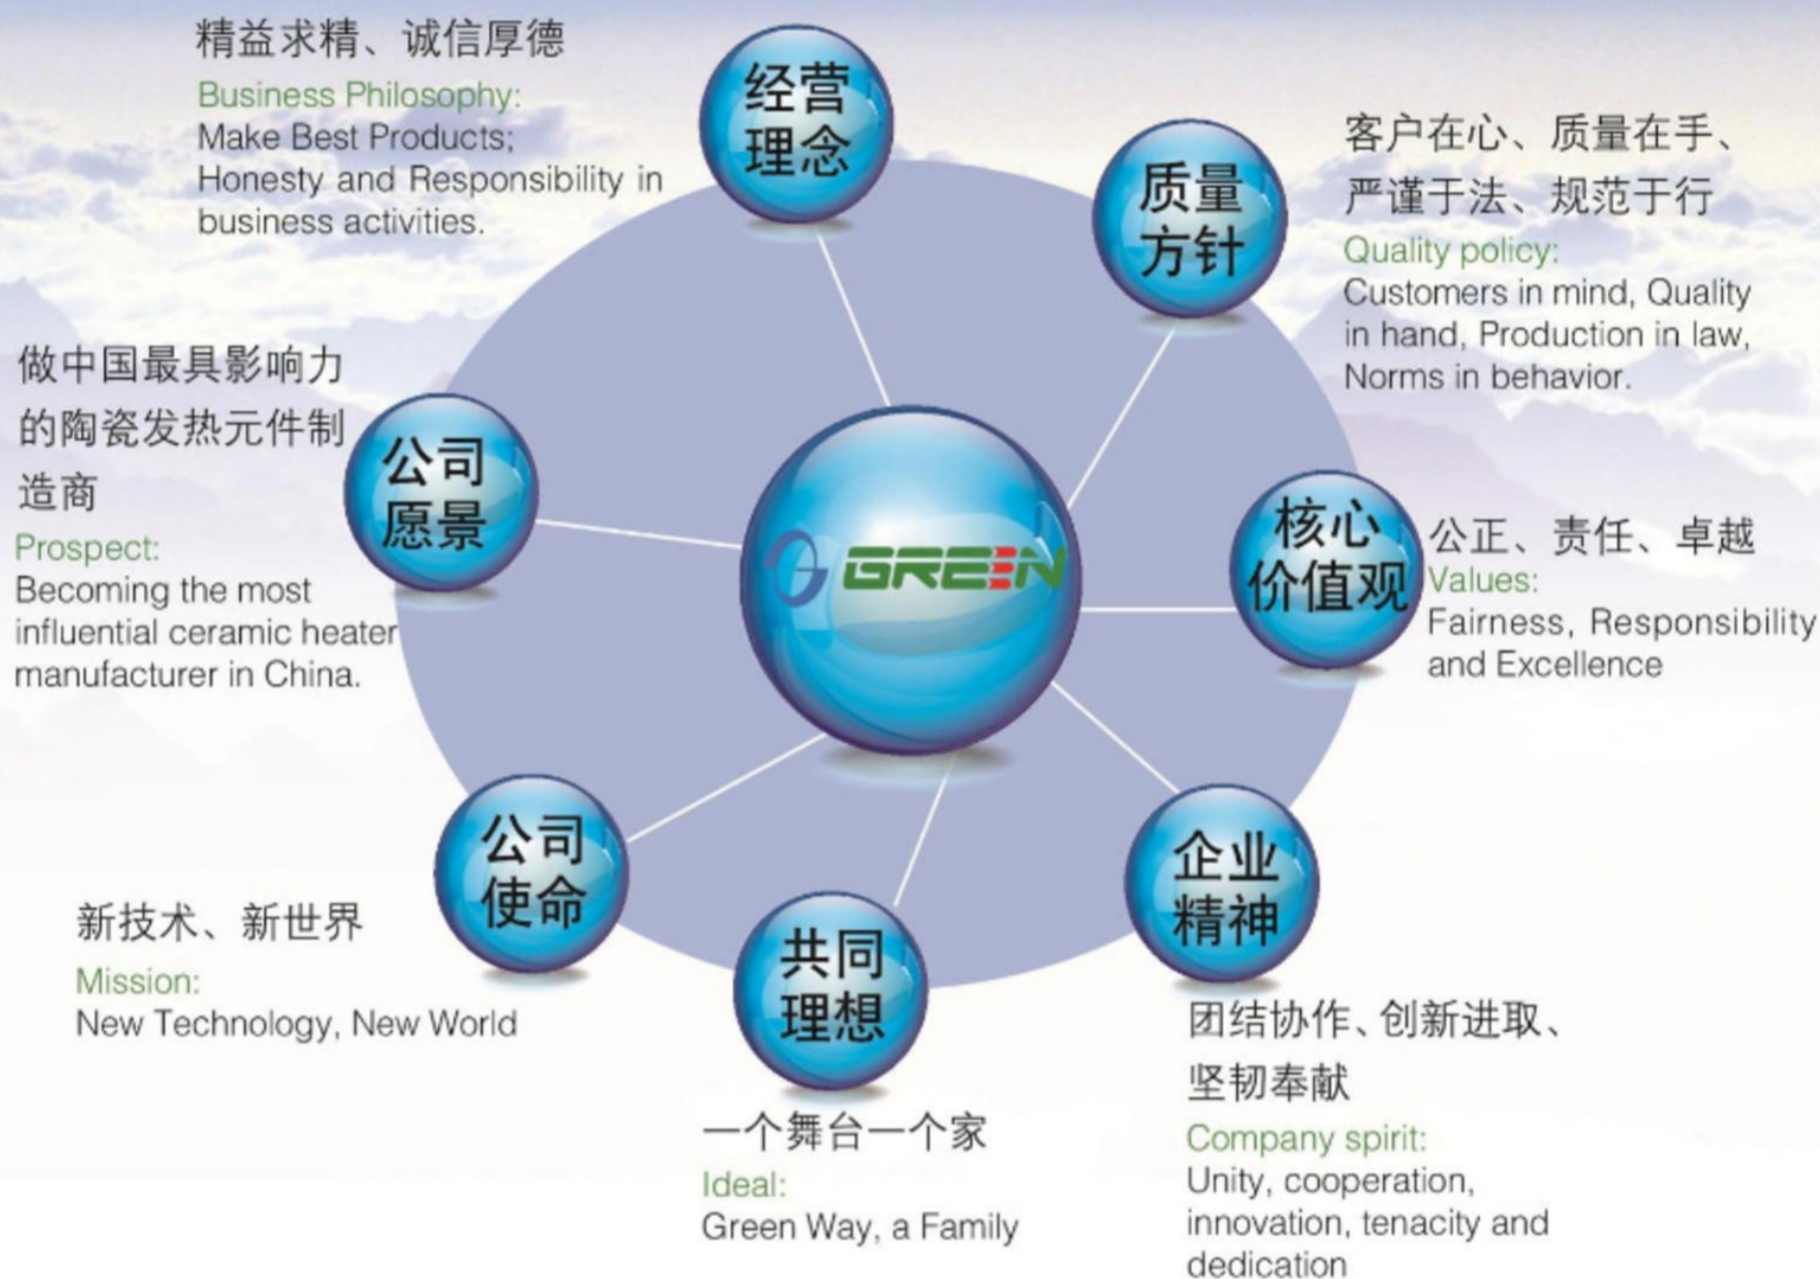 精益求精、诚信厚德
Business Philosophy:
Make Best Products;
Honesty and Responsibility in
business activities.
经营
理念
质量
方针
客户在心、质量在手、
严谨于法、规范于行
Quality policy:
Customers in mind, Quality
in hand, Production in law,
Norms in behavior.
做中国最具影响力
的陶瓷发热元件制
造商
Prospect:
Becoming the most
influential ceramic heater
manufacturer in China.
公司
愿景
GREEN
核心
价值观
公正、责任、卓越
Values:
Fairness, Responsibility
and Excellence
新技术、新世界
Mission:
New Technology, New World
公司
使命
共同
理想
一个舞台一个家
Ideal:
Green Way, a Family
企业
精神
团结协作、创新进取、
坚韧奉献
Company spirit:
Unity, cooperation,
innovation, tenacity and
dedication